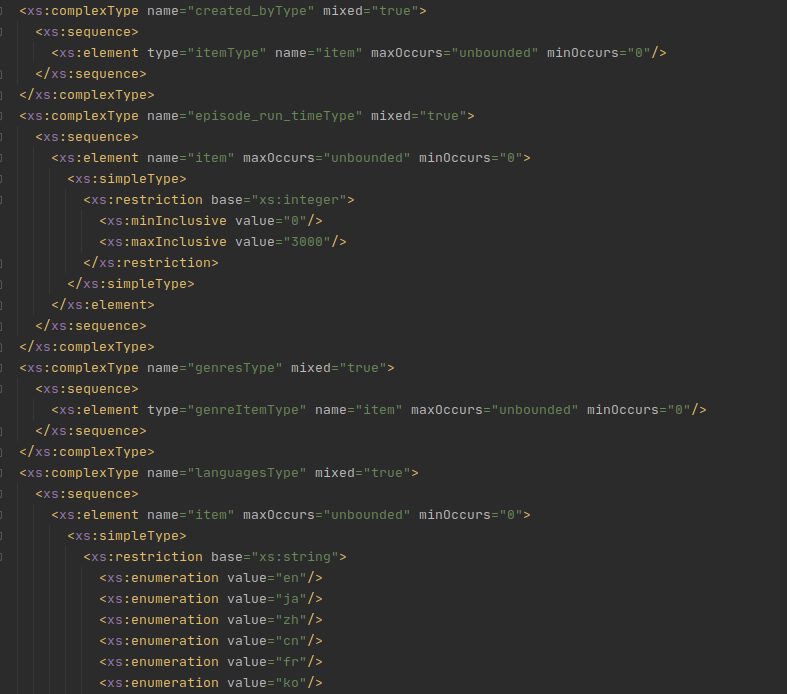 <xs:complexType name="created_byType" mixed="true">
<xs:sequence>
<xs:element type="itemType" name="item" maxOccurs="unbounded" minOccurs="0"/>
</xs:sequence>
</xs:complexType>
<xs:complexType name="episode_run_timeType" mixed="true">
<xs:sequence>
<xs:element name="item" maxOccurs="unbounded" minOccurs="0">
<xs:simpleType>
<xs:restriction base="xs:integer">
<xs:minInclusive value="0"/>
<xs:maxInclusive value="3000"/>
</xs:restriction>
</xs:simpleType>
</xs:element>
</xs:sequence>
</xs:complexType>
<xs:complexType name="genresType" mixed="true">
<xs:sequence>
<xs:element type="genreItemType" name="item" maxOccurs="unbounded" minOccurs="0"/>
</xs:sequence>
</xs:complexType>
<xs:complexType name="languagesType" mixed="true">
<xs:sequence>
<xs:element name="item" maxOccurs="unbounded" minOccurs="0">
<xs:simpleType>
<xs:restriction base="xs:string">
<xs:enumeration value="en"/>
<xs:enumeration value="ja"/>
<xs:enumeration value="zh"/>
<xs:enumeration value="cn"/>
<xs:enumeration value="fr"/>
<xs:enumeration value="ko"/>